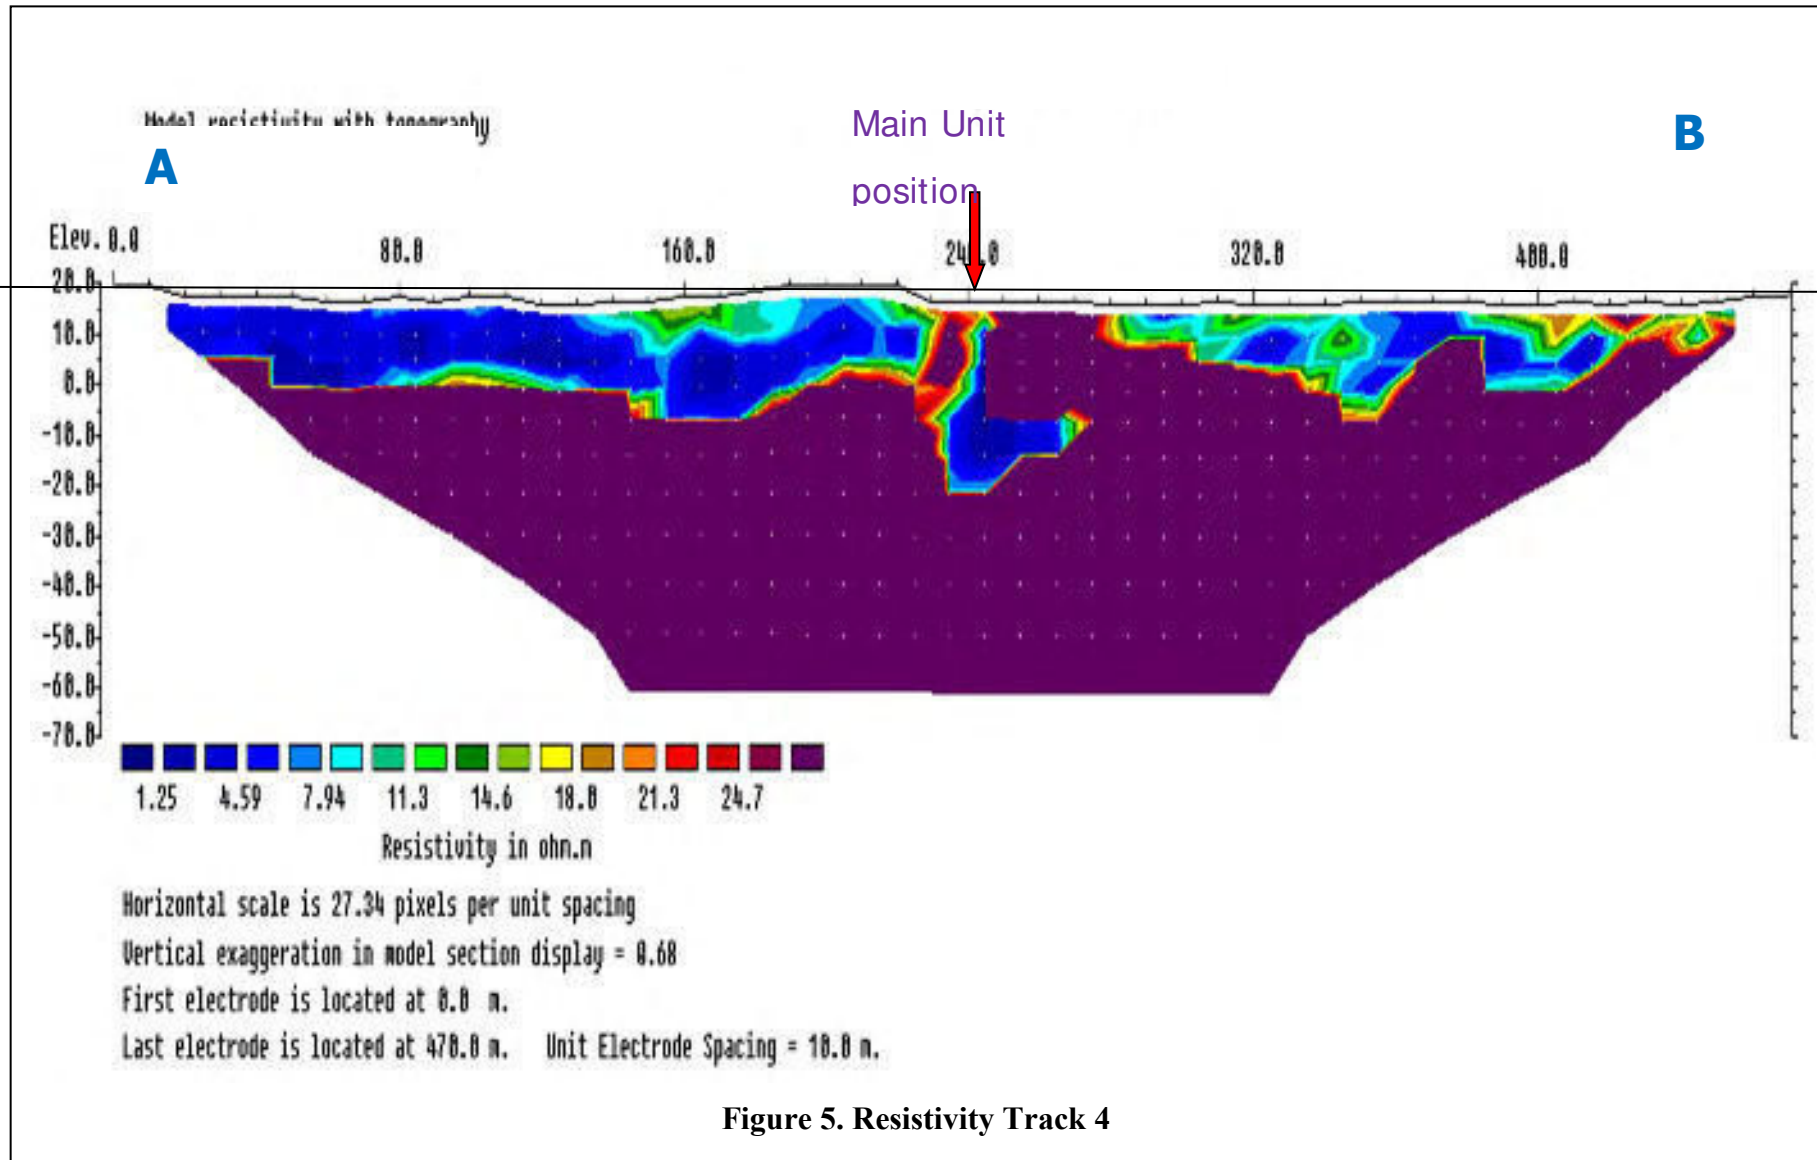 Model resistivity with topography
Main Unit
position
A
B
Elev. 0.0 80.0 160.0 240.0 320.0 400.0
20.0
10.0
0.0
-10.0
-20.0
-30.0
-40.0
-50.0
-60.0
-70.0
1.25 4.59 7.94 11.3 14.6 18.0 21.3 24.7
Resistivity in ohm.m
Horizontal scale is 27.34 pixels per unit spacing
Vertical exaggeration in model section display = 0.68
First electrode is located at 0.0 m.
Last electrode is located at 470.0 m. Unit Electrode Spacing = 10.0 m.
Figure 5. Resistivity Track 4